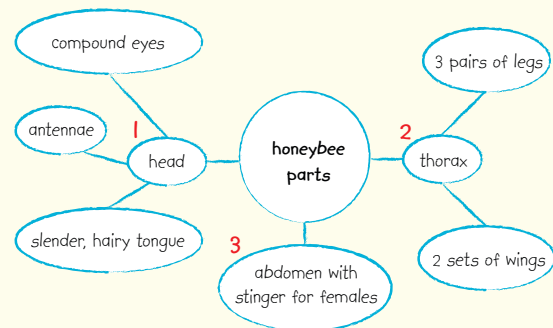 compound eyes
antennae
1
head
slender, hairy tongue
honeybee
parts
3
abdomen with
stinger for females
2
thorax
3 pairs of legs
2 sets of wings